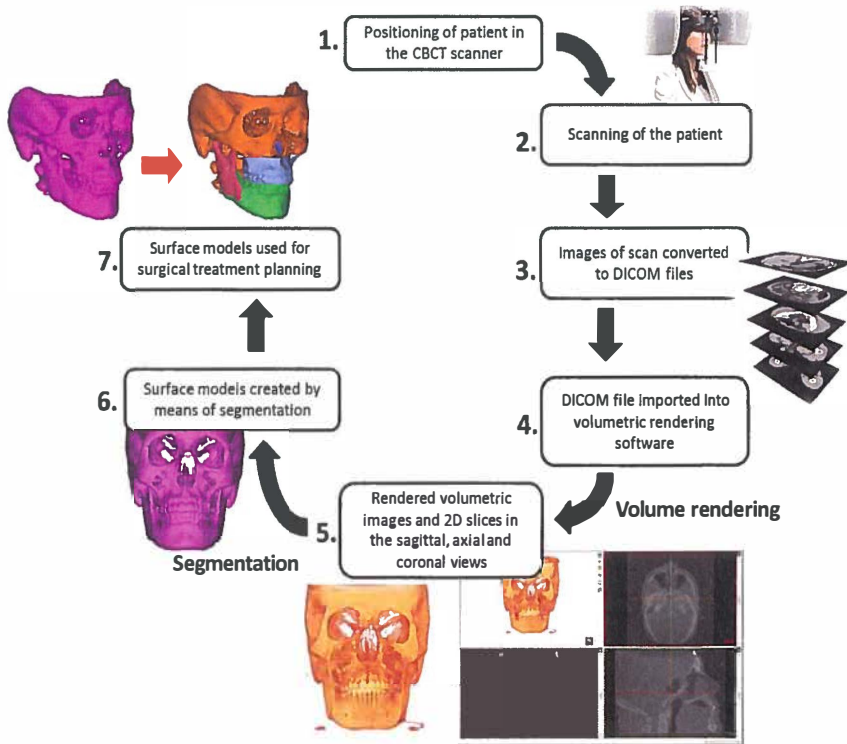 1.
Positioning of patient in
the CBCT scanner
2.
Scanning of the patient
3.
Images of scan converted
to DICOM files
4.
DICOM file imported Into
volumetric rendering
software
Volume rendering
5.
Rendered volumetric
images and 2D slices in
the sagittal, axial and
coronal views
Segmentation
6.
Surface models created by
means of segmentation
7.
Surface models used for
surgical treatment planning